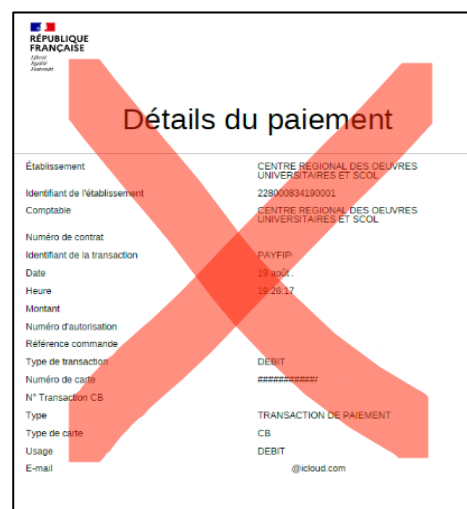 RÉPUBLIQUE
FRANÇAISE
Liberté
Égalité
Fraternité
Détails du paiement
Établissement CENTRE REGIONAL DES OEUVRES
UNIVERSITAIRES ET SCOL
Identifiant de l'établissement 228000834190001
Comptable CENTRE REGIONAL DES OEUVRES
UNIVERSITAIRES ET SCOL
Numéro de contrat
Identifiant de la transaction PAYFIP
Date 19 août
Heure 19:26:17
Montant
Numéro d'autorisation
Référence commande
Type de transaction DEBIT
Numéro de carte ############
N° Transaction CB
Type TRANSACTION DE PAIEMENT
Type de carte CB
Usage DEBIT
E-mail @icloud.com